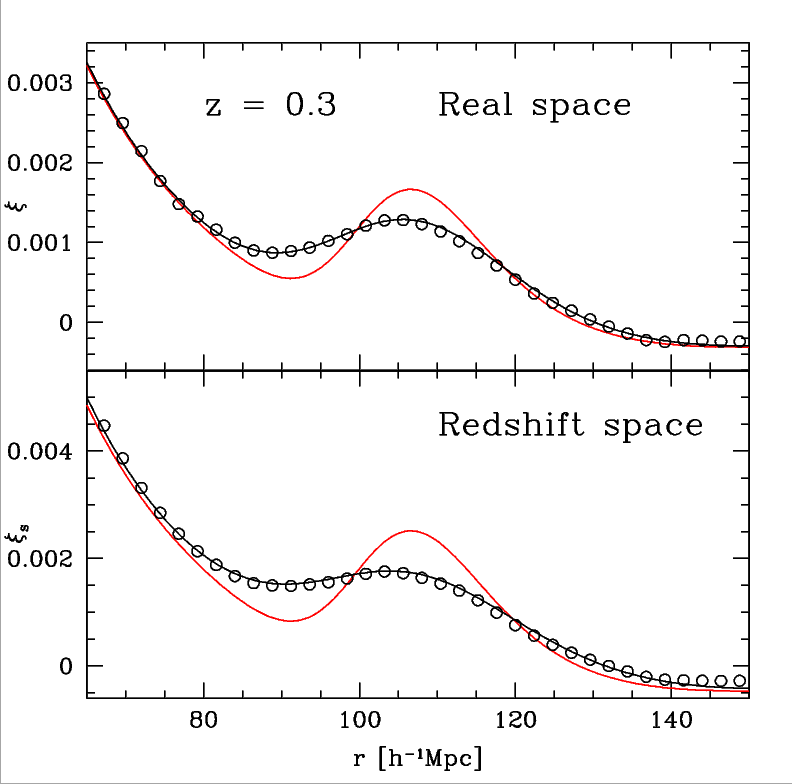 z = 0.3 Real space
0.003
0.002
ξ
0.001
0
Redshift space
0.004
ξs
0.002
0
80 100 120 140
r [h⁻¹Mpc]